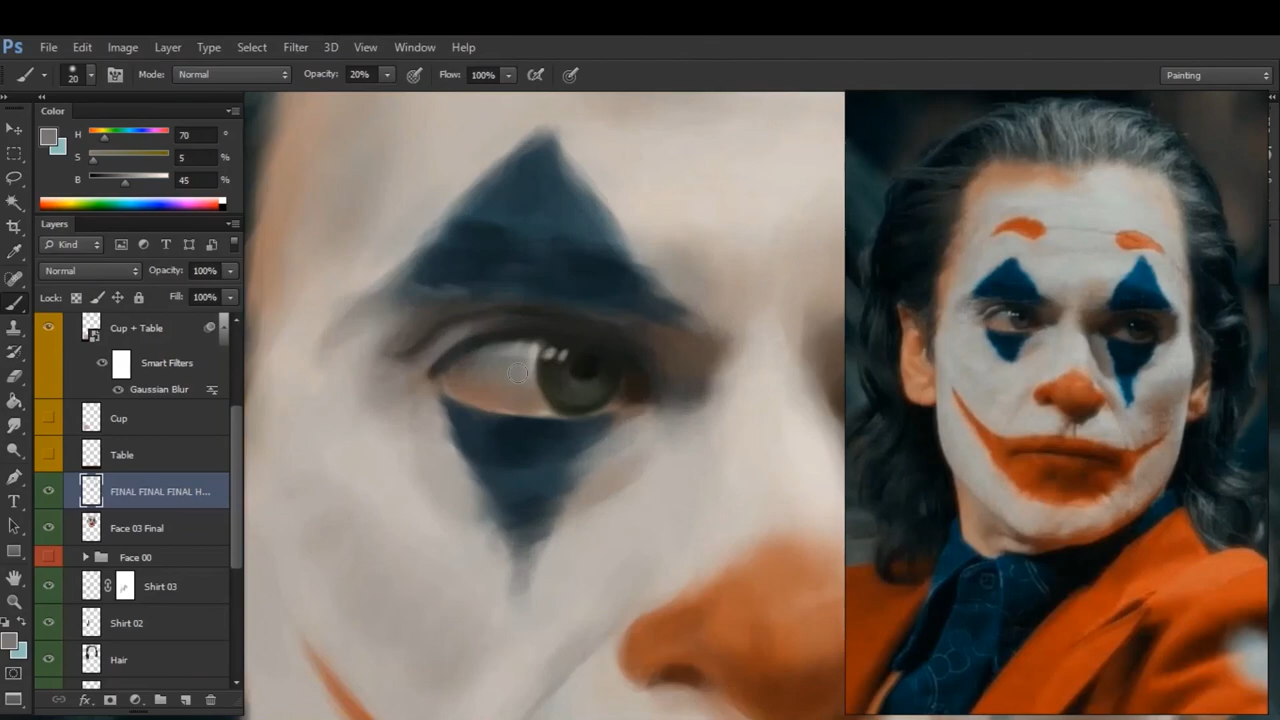 Ps File Edit Image Layer Type Select Filter 3D View Window Help
20 Mode: Normal Opacity: 20% Flow: 100% Painting
Color
H 70 °
S 5 %
B 45 %
Layers
Kind T
Normal Opacity: 100%
Lock: Fill: 100%
Cup + Table
Smart Filters
Gaussian Blur
Cup
Table
FINAL FINAL FINAL H...
Face 03 Final
Face 00
Shirt 03
Shirt 02
Hair
fx